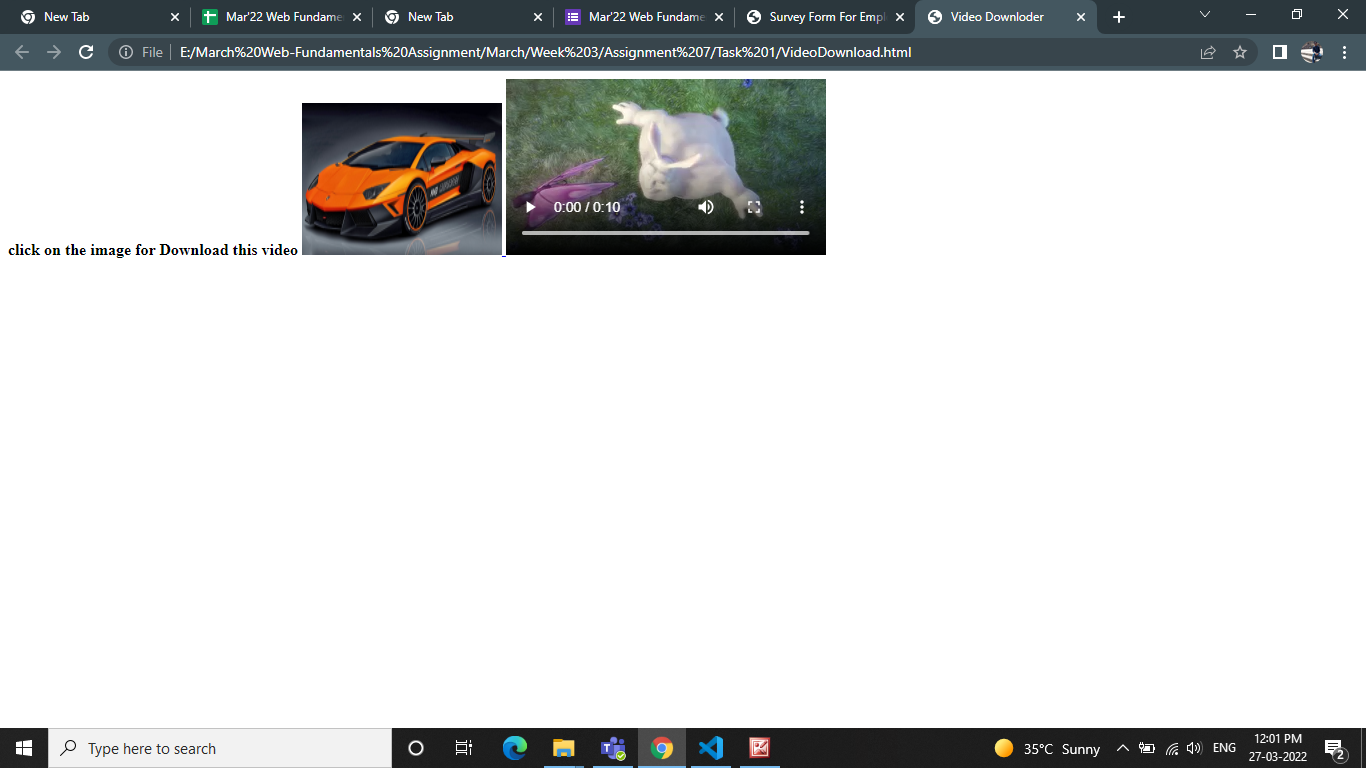 New Tab
Mar'22 Web Fundame
New Tab
Mar'22 Web Fundame
Survey Form For Empl
Video Downloder
File
E:/March%20Web-Fundamentals%20Assignment/March/Week%203/Assignment%207/Task%201/VideoDownload.html
0:00 / 0:10
click on the image for Download this video
Type here to search
35°C Sunny
ENG
12:01 PM
27-03-2022
2